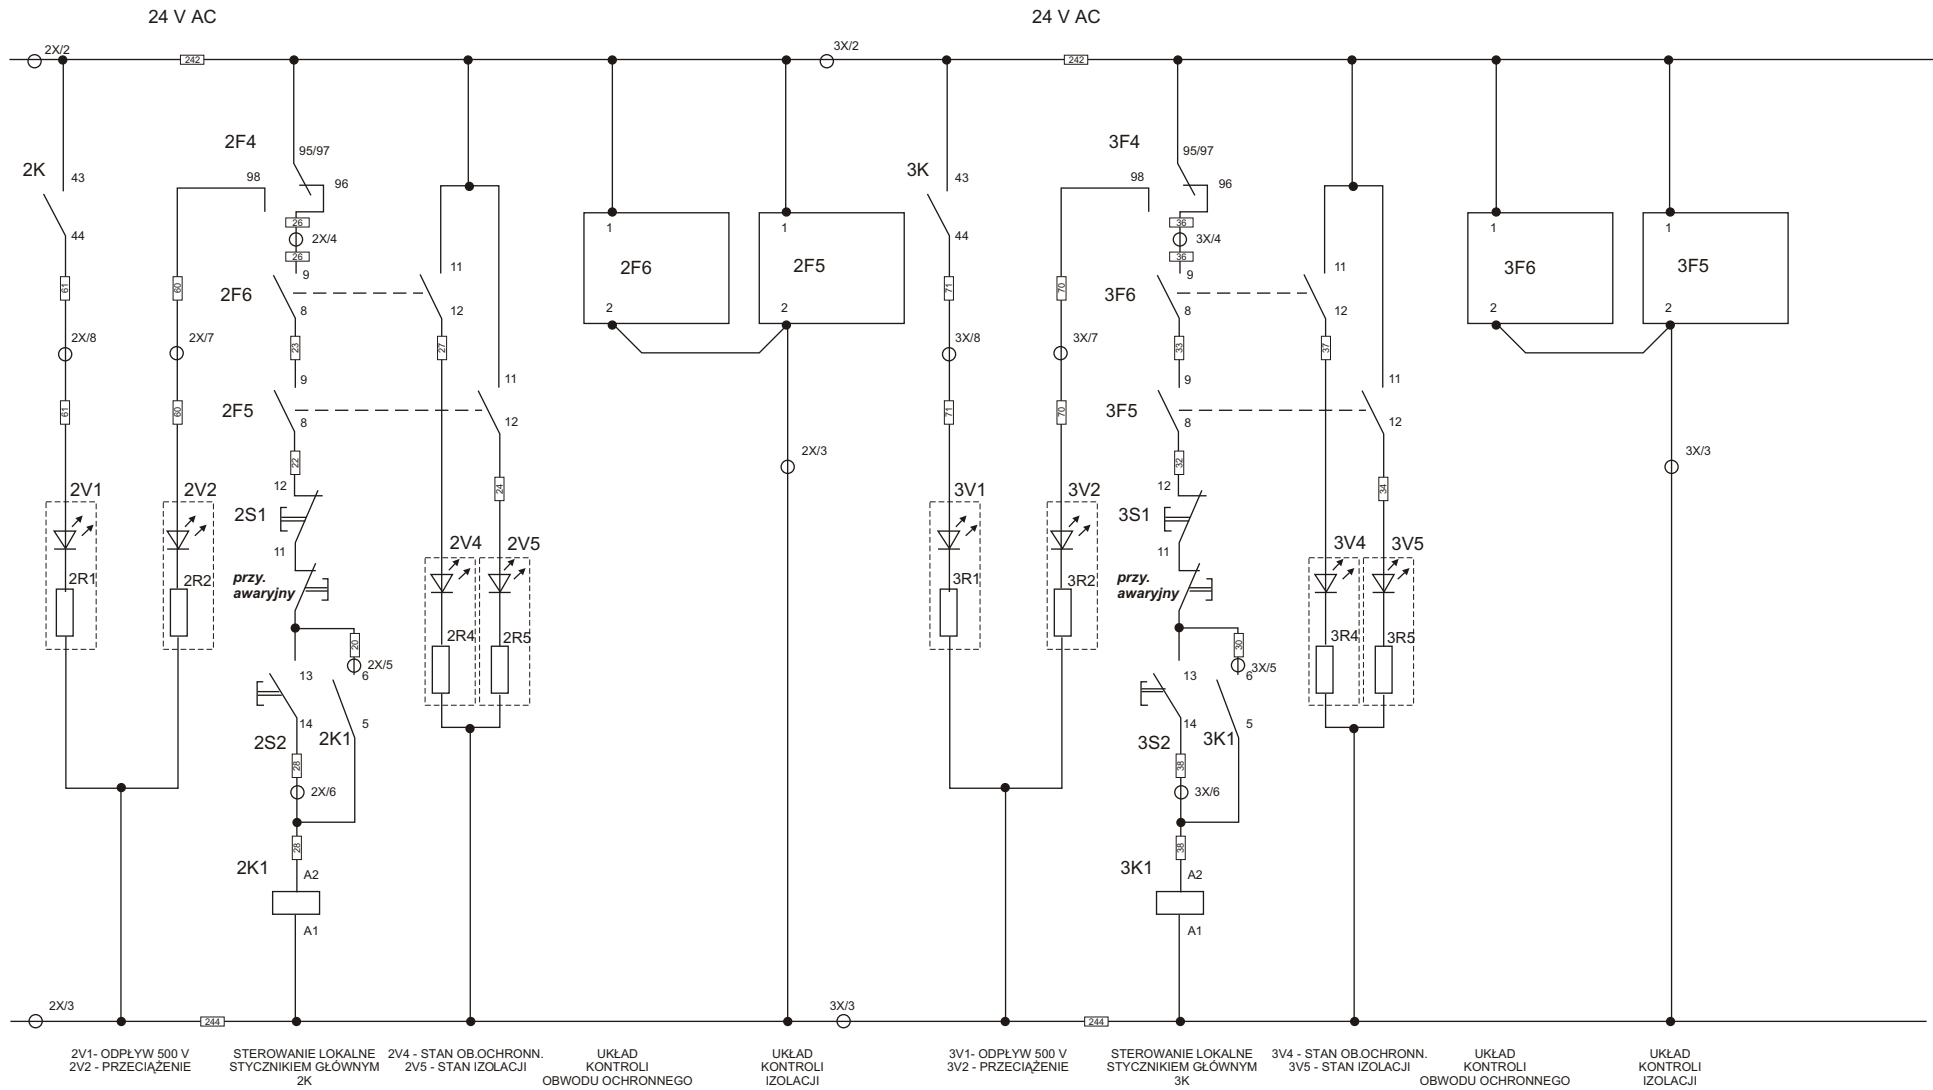 24 V AC
24 V AC
2X/2
242
3X/2
242
2F4
95/97
3F4
95/97
2K
43
98
96
3K
43
98
96
44
26
2X/4
26
1
1
44
36
3X/4
36
1
1
2F6
9
11
2F6
2F5
3F6
9
11
3F6
3F5
61
60
8
12
2
2
71
70
8
12
2
2
2X/8
2X/7
23
27
3X/8
3X/7
33
37
61
60
2F5
9
11
71
70
3F5
9
11
8
12
8
12
22
2X/3
32
3X/3
2V1
2V2
12
24
3V1
3V2
12
34
2S1
3S1
11
2V4
2V5
11
3V4
3V5
2R1
2R2
przy.
awaryjny
3R1
3R2
przy.
awaryjny
20
2R4
2R5
30
3R4
3R5
2X/5
3X/5
13
6
13
6
14
5
14
5
2S2
2K1
3S2
3K1
28
38
2X/6
3X/6
28
38
2K1
A2
3K1
A2
A1
A1
2X/3
244
3X/3
244
2V1- ODPŁYW 500 V
2V2 - PRZECIĄŻENIE
STEROWANIE LOKALNE
STYCZNIKIEM GŁÓWNYM
2K
2V4 - STAN OB.OCHRONN.
2V5 - STAN IZOLACJI
UKŁAD
KONTROLI
OBWODU OCHRONNEGO
UKŁAD
KONTROLI
IZOLACJI
3V1- ODPŁYW 500 V
3V2 - PRZECIĄŻENIE
STEROWANIE LOKALNE
STYCZNIKIEM GŁÓWNYM
3K
3V4 - STAN OB.OCHRONN.
3V5 - STAN IZOLACJI
UKŁAD
KONTROLI
OBWODU OCHRONNEGO
UKŁAD
KONTROLI
IZOLACJI